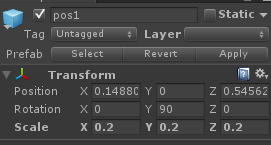 pos1 Static
Tag Untagged Layer
Prefab Select Revert Apply
Transform
Position X 0.14880 Y 0 Z 0.54562
Rotation X 0 Y 90 Z 0
Scale X 0.2 Y 0.2 Z 0.2